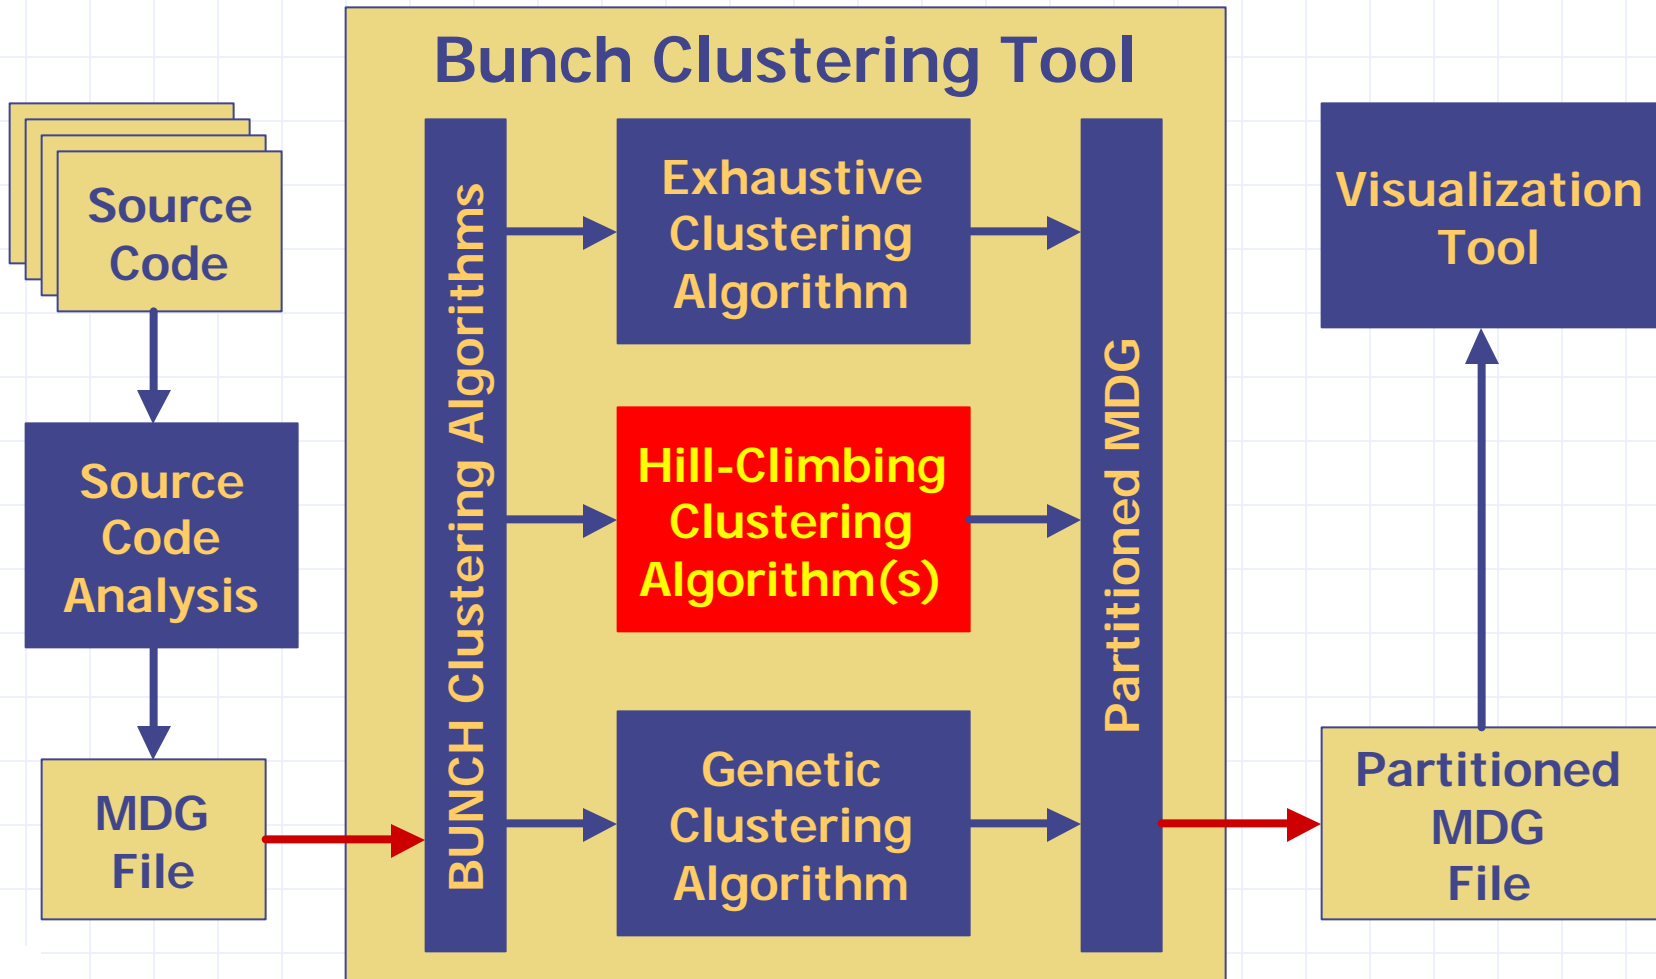 Bunch Clustering Tool
Source
Code
Source
Code
Analysis
MDG
File
BUNCH Clustering Algorithms
Exhaustive
Clustering
Algorithm
Hill-Climbing
Clustering
Algorithm(s)
Genetic
Clustering
Algorithm
Partitioned MDG
Visualization
Tool
Partitioned
MDG
File